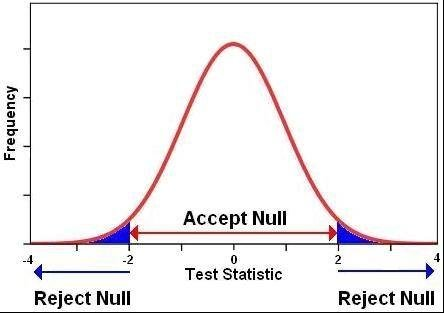 Frequency
Accept Null
-4 -2 0 2 4
Test Statistic
Reject Null Reject Null